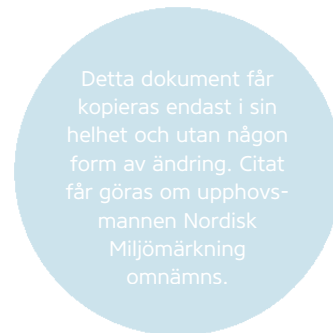 Detta dokument får
kopieras endast i sin
helhet och utan någon
form av ändring. Citat
får göras om upphovs-
mannen Nordisk
Miljömärkning
omnämns.